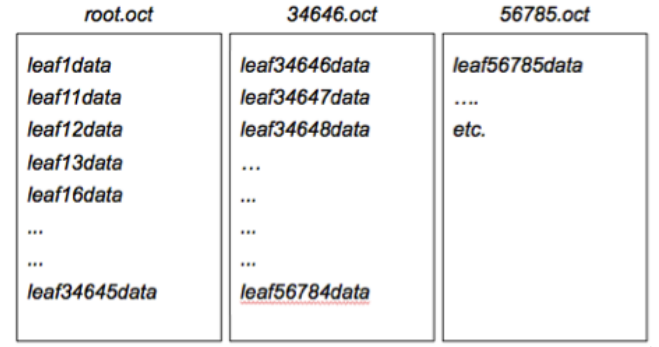 root.oct
leaf1data
leaf11data
leaf12data
leaf13data
leaf16data
...
...
leaf34645data
34646.oct
leaf34646data
leaf34647data
leaf34648data
...
...
...
...
leaf56784data
56785.oct
leaf56785data
....
etc.